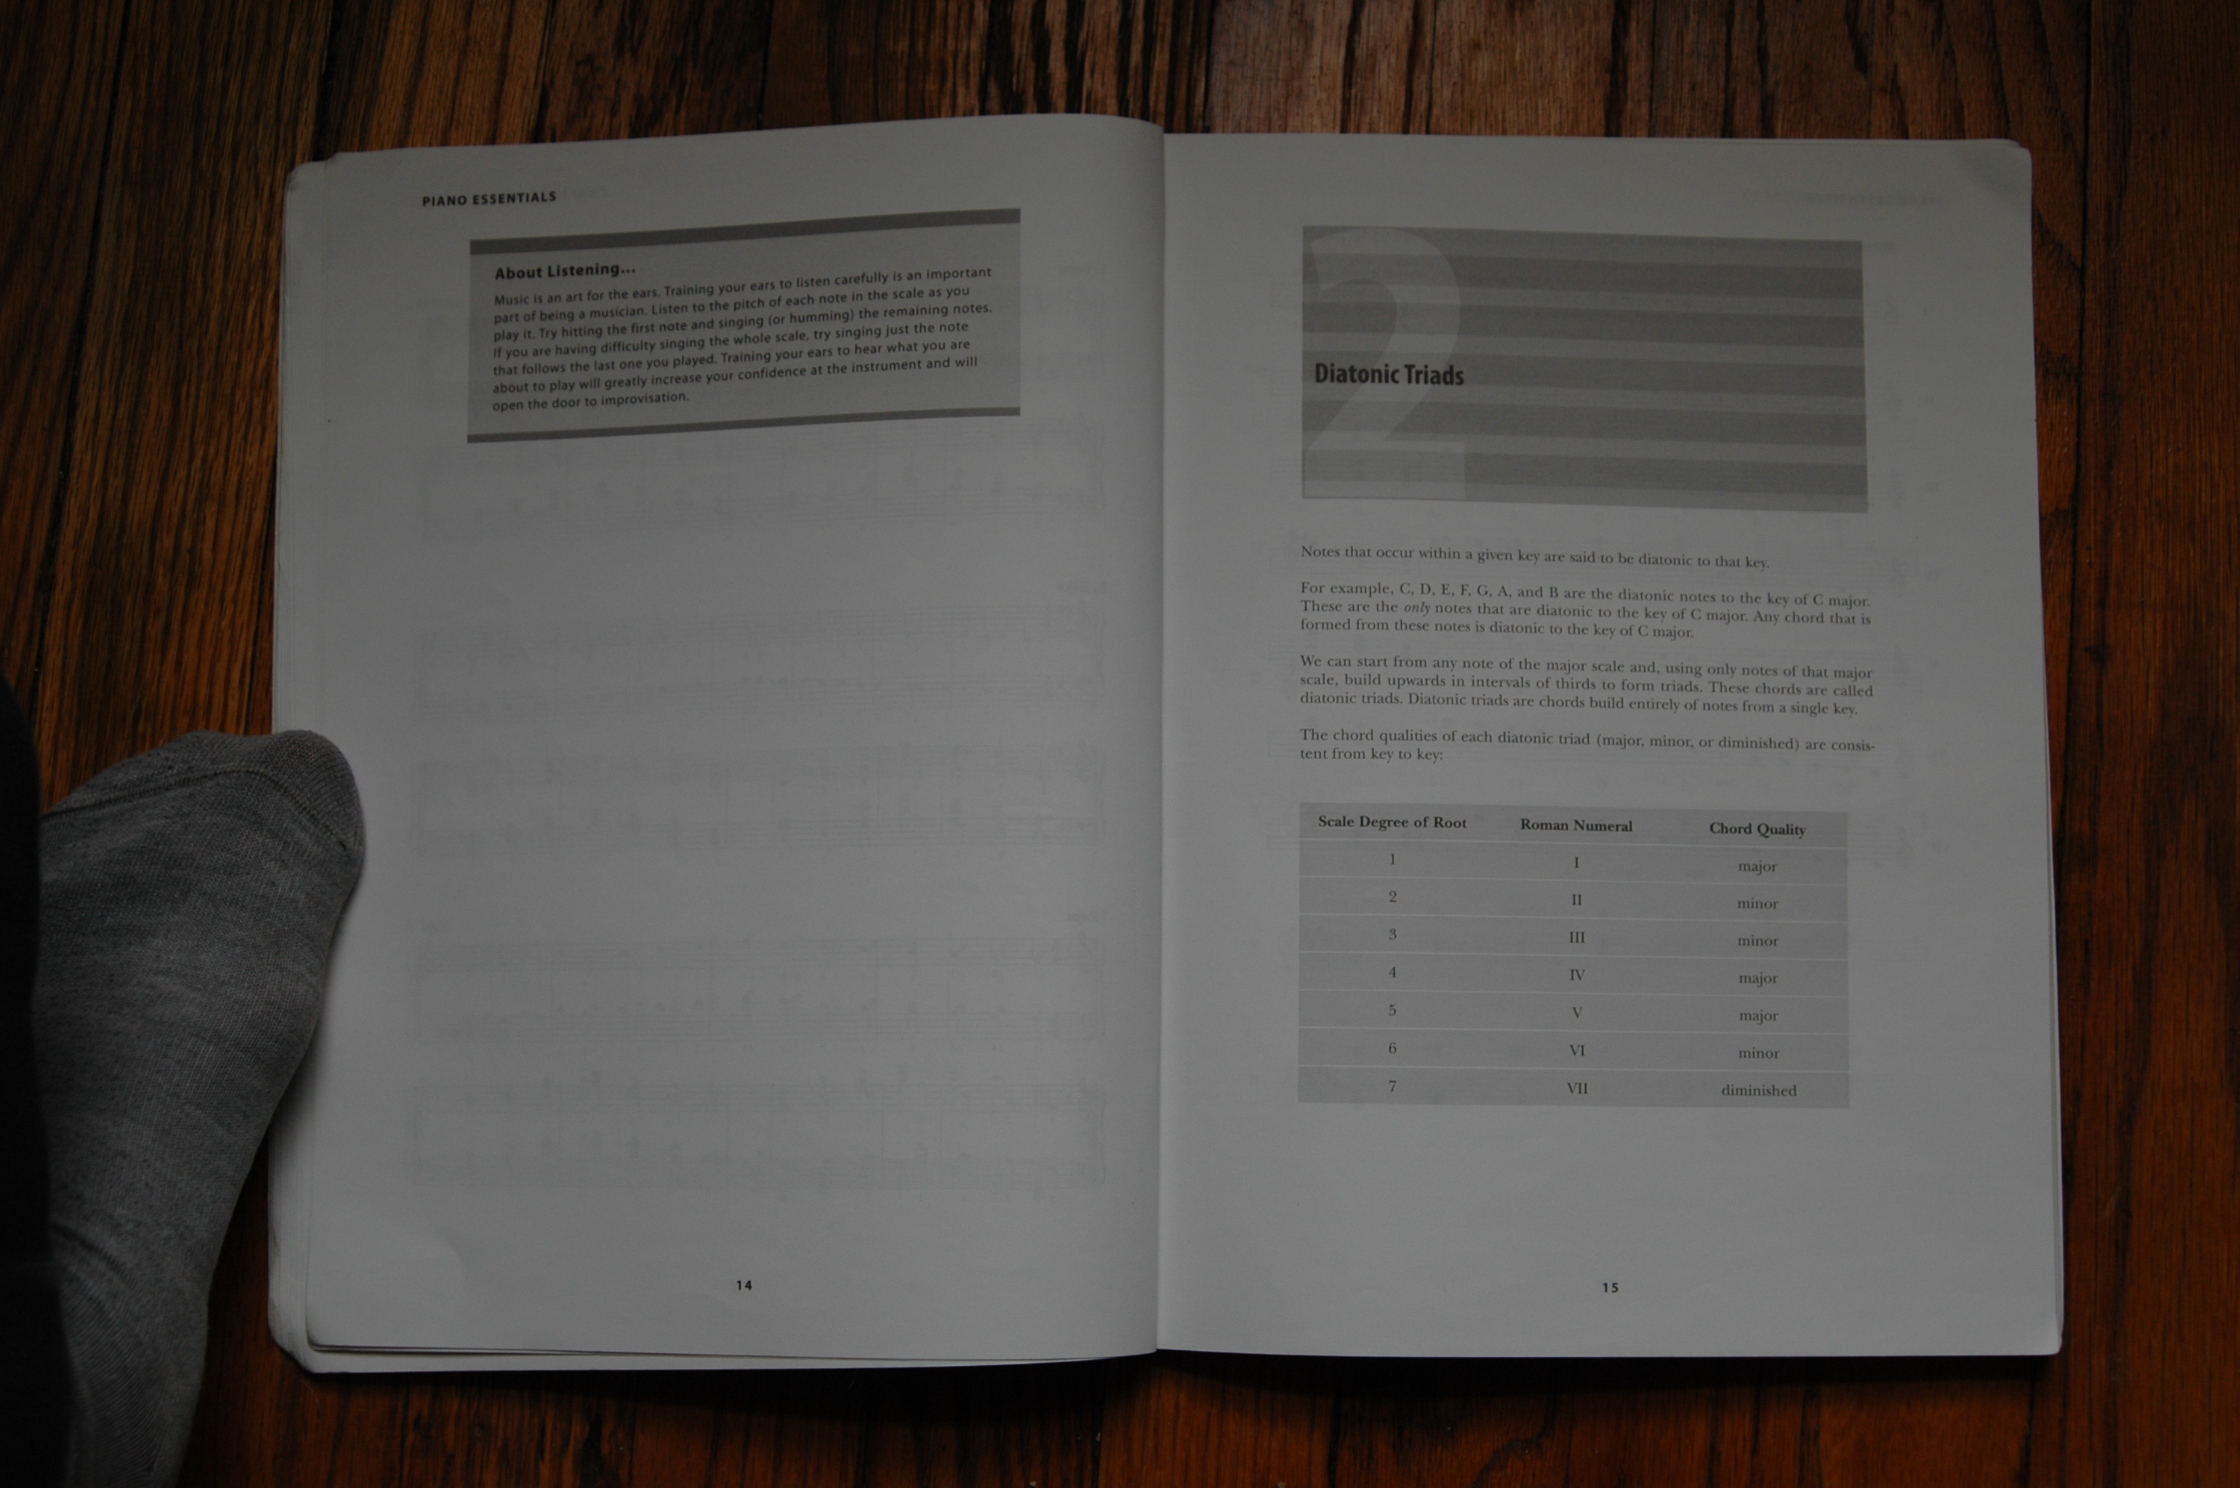 PIANO ESSENTIALS
About Listening...
Music is an art for the ears. Training your ears to listen carefully is an important
part of being a musician. Listen to the pitch of each note in the scale as you
play it. Try hitting the first note and singing (or humming) the remaining notes.
If you are having difficulty singing the whole scale, try singing just the note
that follows the last one you played. Training your ears to hear what you are
about to play will greatly increase your confidence at the instrument and will
open the door to improvisation.
14
2
Diatonic Triads
Notes that occur within a given key are said to be diatonic to that key.
For example, C, D, E, F, G, A, and B are the diatonic notes to the key of C major.
These are the only notes that are diatonic to the key of C major. Any chord that is
formed from these notes is diatonic to the key of C major.
We can start from any note of the major scale and, using only notes of that major
scale, build upwards in intervals of thirds to form triads. These chords are called
diatonic triads. Diatonic triads are chords build entirely of notes from a single key.
The chord qualities of each diatonic triad (major, minor, or diminished) are consis-
tent from key to key:
Scale Degree of Root Roman Numeral Chord Quality
1 I major
2 II minor
3 III minor
4 IV major
5 V major
6 VI minor
7 VII diminished
15